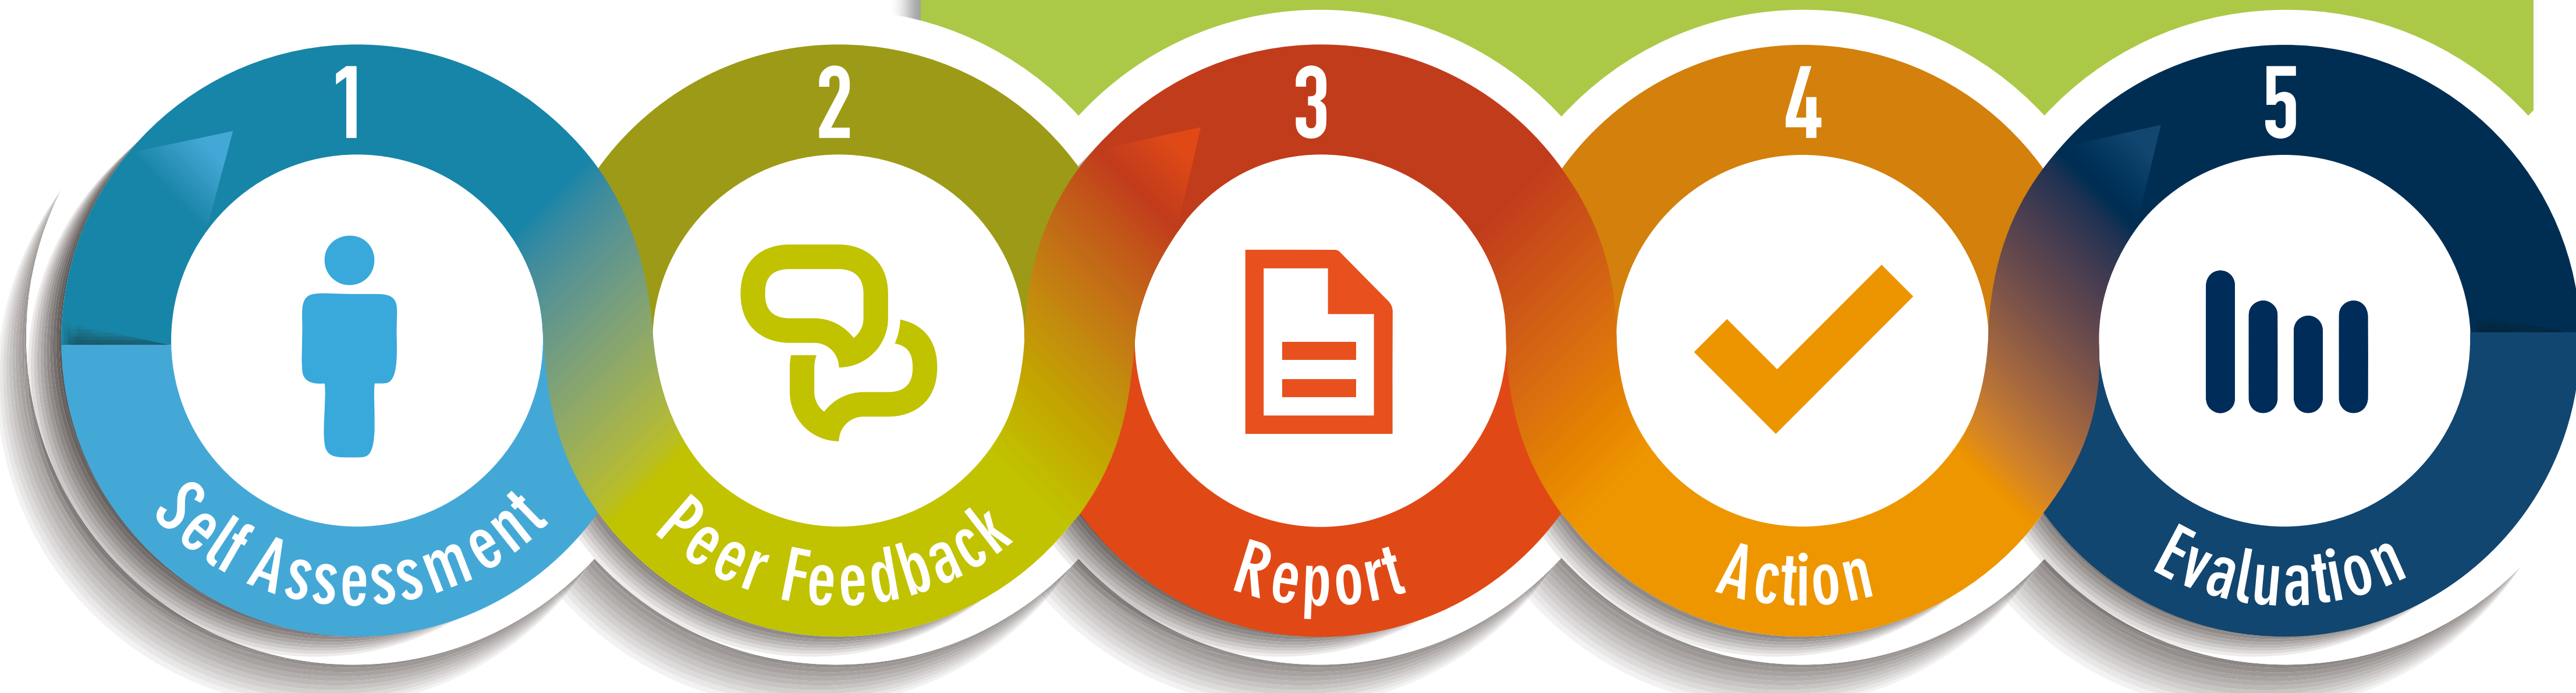 1
Self Assessment
2
Peer Feedback
3
Report
4
Action
5
Evaluation